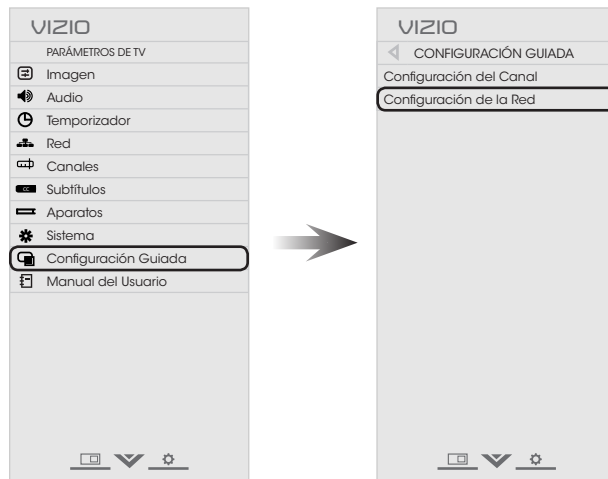 VIZIO
PARÁMETROS DE TV
Imagen
Audio
Temporizador
Red
Canales
CC
Subtítulos
Aparatos
Sistema
Configuración Guiada
Manual del Usuario
VIZIO
CONFIGURACIÓN GUIADA
Configuración del Canal
Configuración de la Red